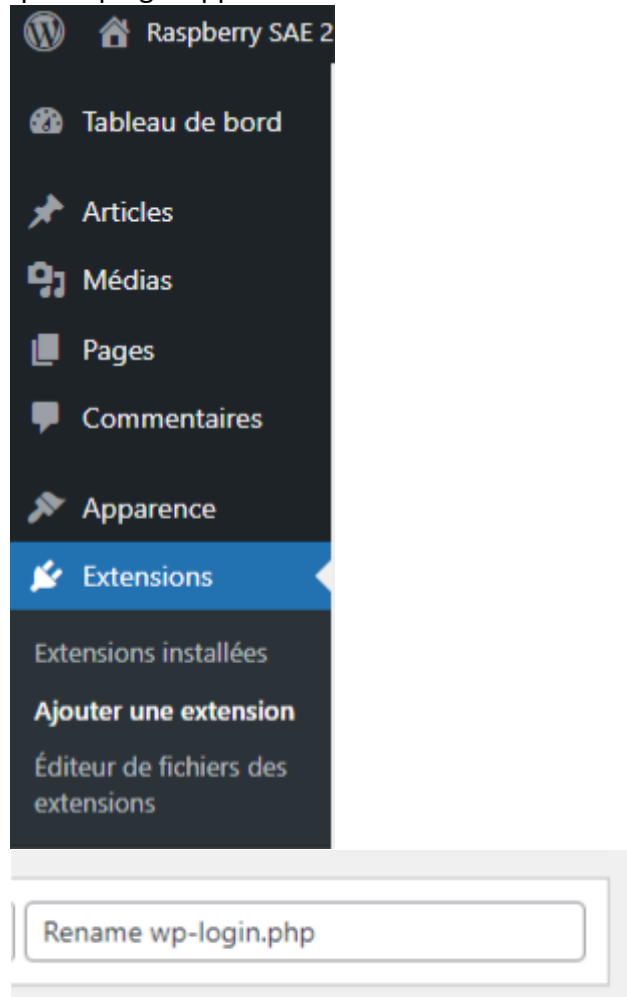 Raspberry SAE 2
Tableau de bord
Articles
Médias
Pages
Commentaires
Apparence
Extensions
Extensions installées
Ajouter une extension
Éditeur de fichiers des
extensions
Rename wp-login.php